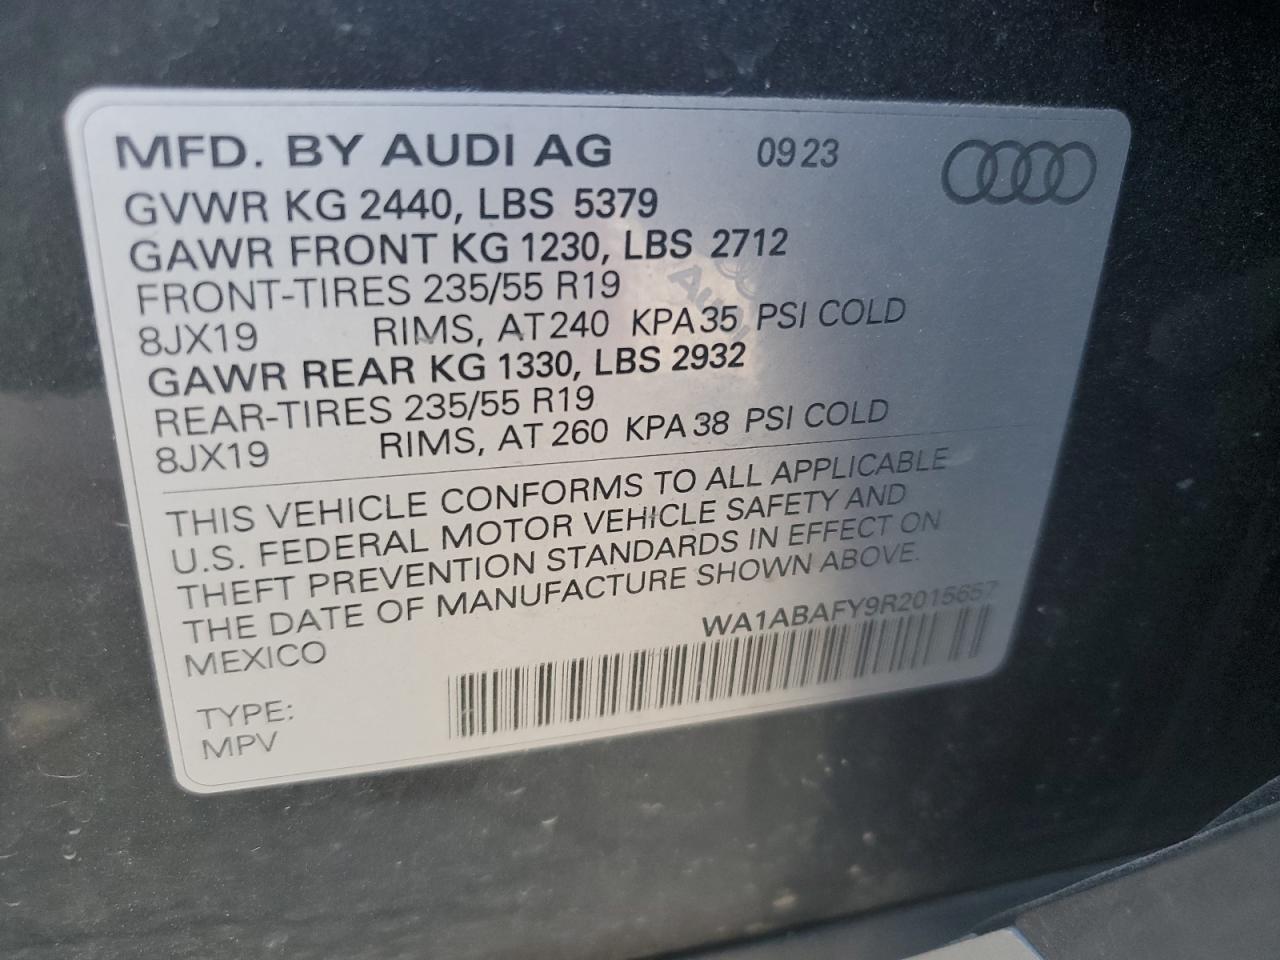 MFD. BY AUDI AG 09 23
GVWR KG 2440, LBS 5379
GAWR FRONT KG 1230, LBS 2712
FRONT-TIRES 235/55 R19
8JX19 RIMS, AT 240 KPA 35 PSI COLD
GAWR REAR KG 1330, LBS 2932
REAR-TIRES 235/55 R19
8JX19 RIMS, AT 260 KPA 38 PSI COLD
THIS VEHICLE CONFORMS TO ALL APPLICABLE
U.S. FEDERAL MOTOR VEHICLE SAFETY AND
THEFT PREVENTION STANDARDS IN EFFECT ON
THE DATE OF MANUFACTURE SHOWN ABOVE.
MEXICO
WA1ABAFY9R2015657
TYPE:
MPV
Audi